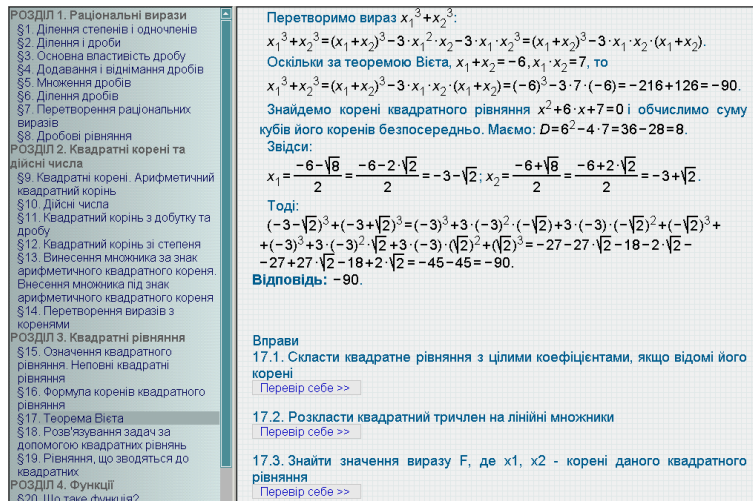 РОЗДІЛ 1. Раціональні вирази
§1. Ділення степенів і одночленів
§2. Ділення і дроби
§3. Основна властивість дробу
§4. Додавання і віднімання дробів
§5. Множення дробів
§6. Ділення дробів
§7. Перетворення раціональних
виразів
§8. Дробові рівняння
РОЗДІЛ 2. Квадратні корені та
дійсні числа
§9. Квадратні корені. Арифметичний
квадратний корінь
§10. Дійсні числа
§11. Квадратний корінь з добутку та
дробу
§12. Квадратний корінь зі степеня
§13. Винесення множника за знак
арифметичного квадратного кореня.
Внесення множника під знак
арифметичного квадратного кореня
§14. Перетворення виразів з
коренями
РОЗДІЛ 3. Квадратні рівняння
§15. Означення квадратного
рівняння. Неповні квадратні
рівняння
§16. Формула коренів квадратного
рівняння
§17. Теорема Вієта
§18. Розв'язування задач за
допомогою квадратних рівнянь
§19. Рівняння, що зводяться до
квадратних
РОЗДІЛ 4. Функції
§20. Що таке функція?
Перетворимо вираз x₁³+x₂³:
x₁³+x₂³=(x₁+x₂)³−3·x₁²·x₂−3·x₁·x₂²=(x₁+x₂)³−3·x₁·x₂·(x₁+x₂).
Оскільки за теоремою Вієта, x₁+x₂=−6, x₁·x₂=7, то
x₁³+x₂³=(x₁+x₂)³−3·x₁·x₂·(x₁+x₂)=(−6)³−3·7·(−6)=−216+126=−90.
Знайдемо корені квадратного рівняння x²+6·x+7=0 і обчислимо суму
кубів його коренів безпосередньо. Маємо: D=6²−4·7=36−28=8.
Звідси:
x₁=(−6−√8)/2=(−6−2·√2)/2=−3−√2; x₂=(−6+√8)/2=(−6+2·√2)/2=−3+√2.
Тоді:
(−3−√2)³+(−3+√2)³=(−3)³+3·(−3)²·(−√2)+3·(−3)·(−√2)²+(−√2)³+
+(−3)³+3·(−3)²·√2+3·(−3)·(√2)²+(√2)³=−27−27·√2−18−2·√2−
−27+27·√2−18+2·√2=−45−45=−90.
Відповідь: −90.
Вправи
17.1. Скласти квадратне рівняння з цілими коефіцієнтами, якщо відомі його
корені
Перевір себе >>
17.2. Розкласти квадратний тричлен на лінійні множники
Перевір себе >>
17.3. Знайти значення виразу F, де x1, x2 - корені даного квадратного
рівняння
Перевір себе >>